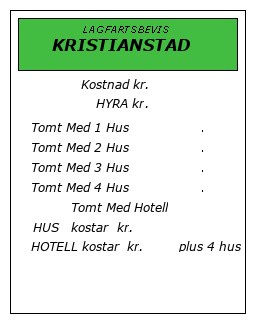 LAGFARTSBEVIS
KRISTIANSTAD
Kostnad kr.
HYRA kr.
Tomt Med 1 Hus .
Tomt Med 2 Hus .
Tomt Med 3 Hus .
Tomt Med 4 Hus .
Tomt Med Hotell
HUS kostar kr.
HOTELL kostar kr. plus 4 hus